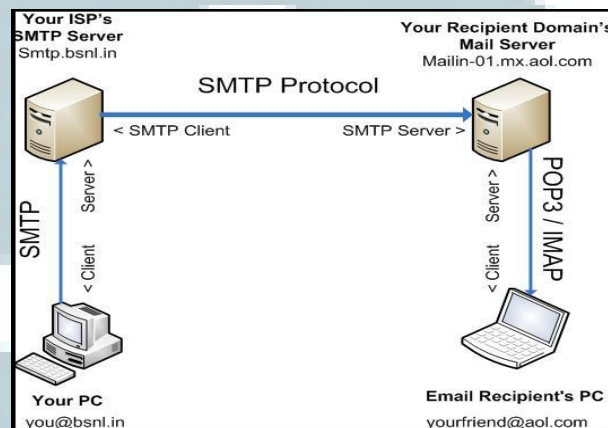 Your ISP's
SMTP Server
Smtp.bsnl.in
Your Recipient Domain's
Mail Server
Mailin-01.mx.aol.com
SMTP Protocol
< SMTP Client
SMTP Server >
SMTP
Server >
< Client
Server >
< Client
POP3 / IMAP
Your PC
you@bsnl.in
Email Recipient's PC
yourfriend@aol.com